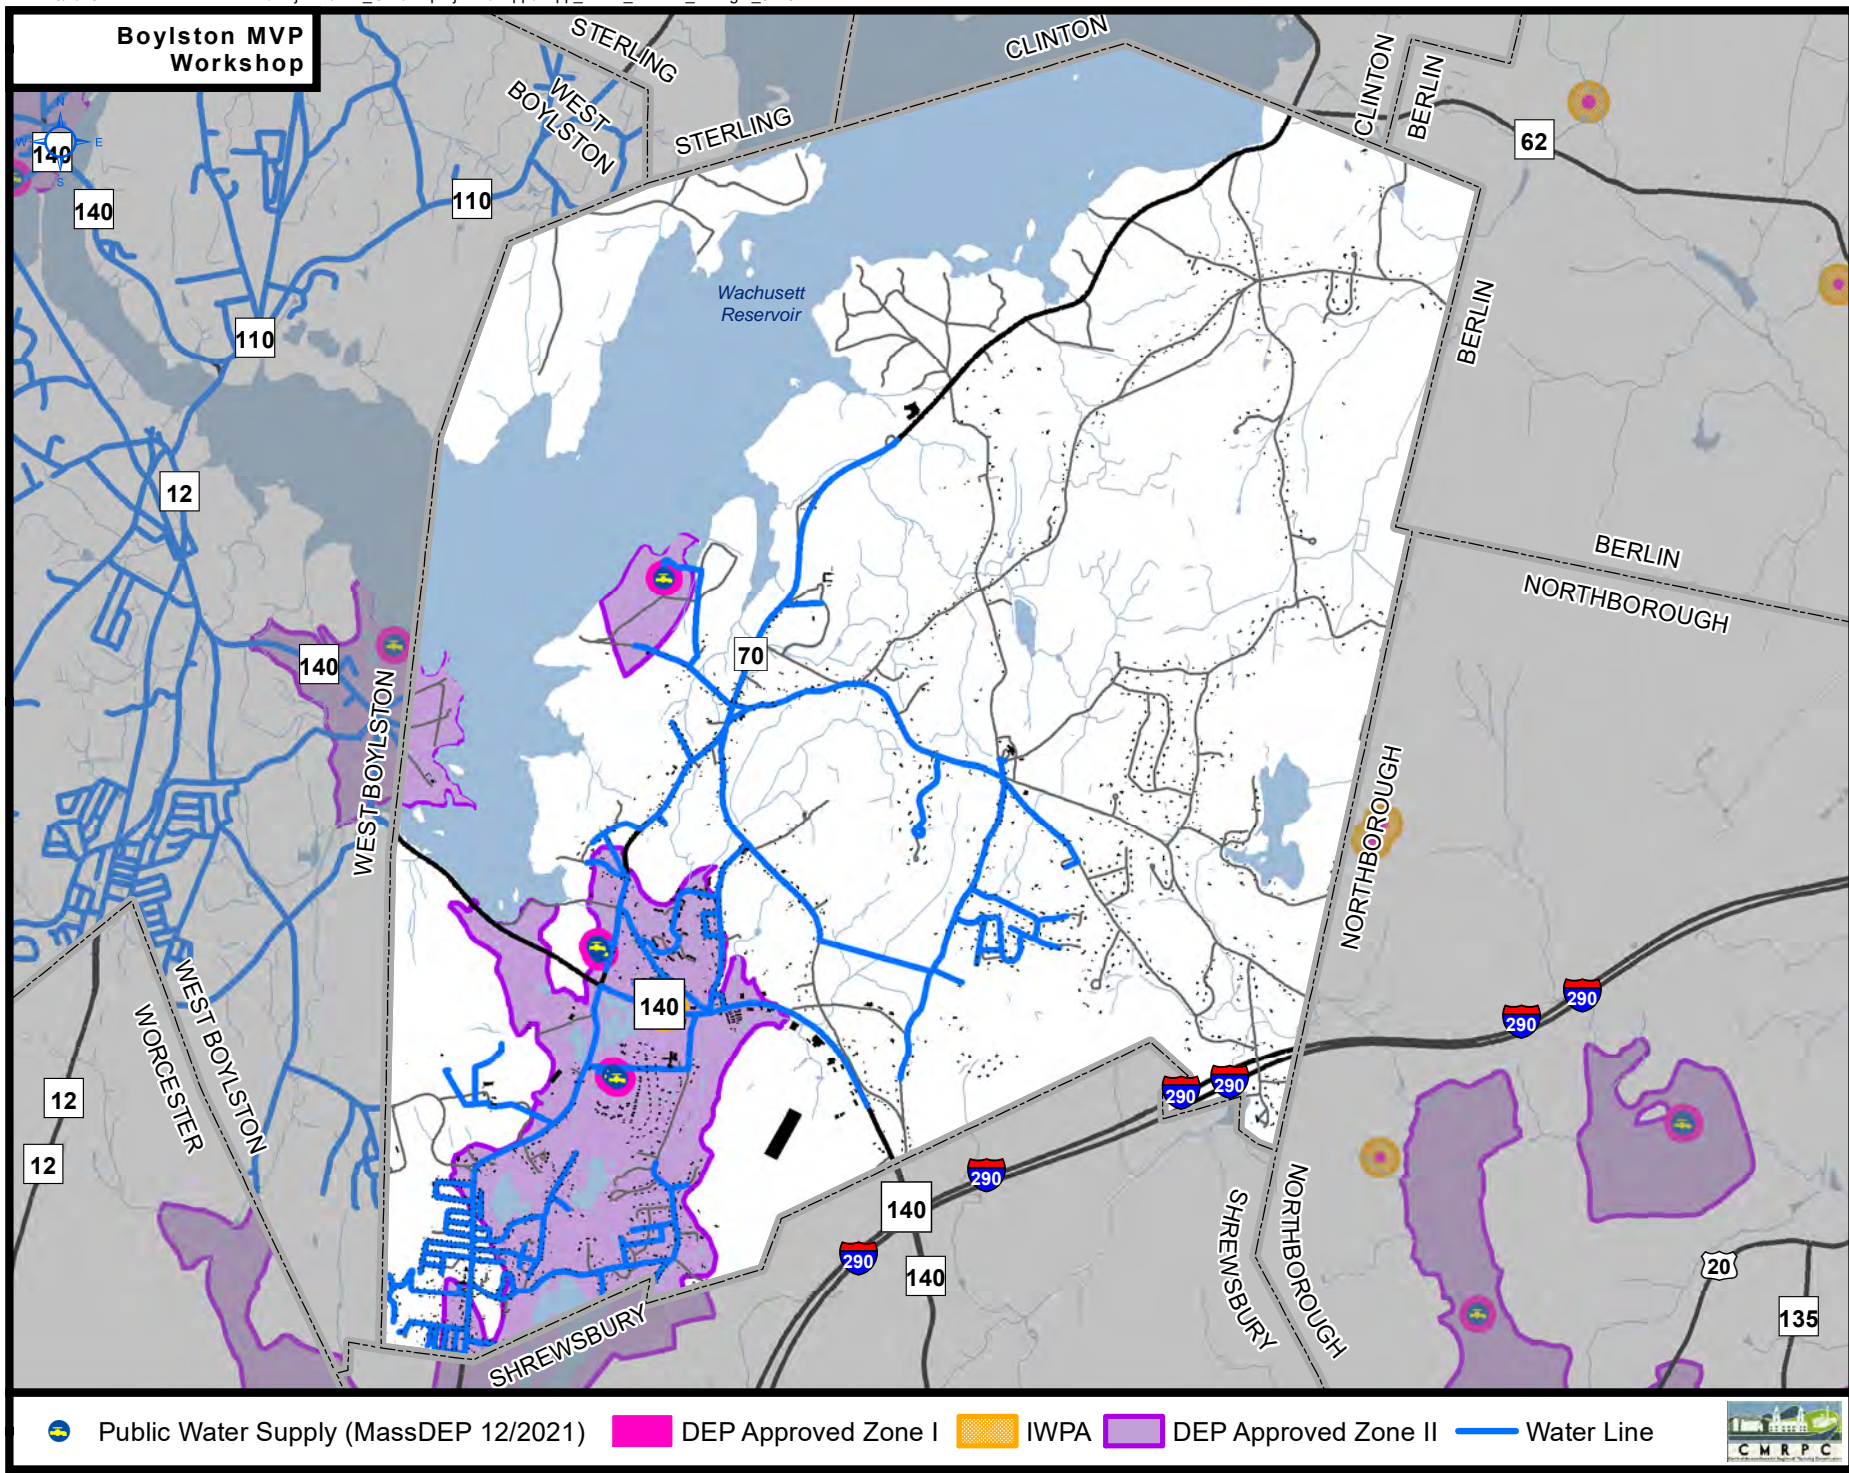 Boylston MVP
Workshop
STERLING
CLINTON
WEST
BOYLSTON
STERLING
CLINTON
BERLIN
62
N
W
E
S
140
140
110
110
Wachusett
Reservoir
BERLIN
12
BERLIN
NORTHBOROUGH
140
70
WEST BOYLSTON
NORTHBOROUGH
WEST BOYLSTON
WORCESTER
140
290
290
290
290
12
12
290
140
290
140
SHREWSBURY
NORTHBOROUGH
20
135
SHREWSBURY
Public Water Supply (MassDEP 12/2021)
DEP Approved Zone I
IWPA
DEP Approved Zone II
Water Line
CMRPC